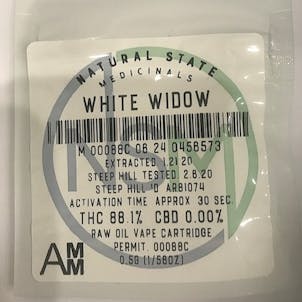 NATURAL STATE
MEDICINALS
WHITE WIDOW
M 00088C 06 24 0456573
EXTRACTED 1.21.20
STEEP HILL TESTED 2.6.20
STEEP HILL-ID AR81074
ACTIVATION TIME APPROX 30 SEC.
THC 88.1% CBD 0.00%
RAW OIL VAPE CARTRIDGE
PERMIT. 00088C
0.5G (1/56OZ)
NSM
AMM